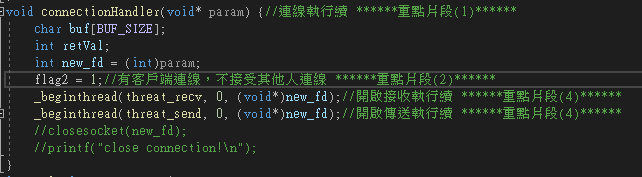 void connectionHandler(void* param) {//連線執行續 ******重點片段(1)******
char buf[BUF_SIZE];
int retVal;
int new_fd = (int)param;
flag2 = 1;//有客戶端連線，不接受其他人連線 ******重點片段(2)******
_beginthread(threat_recv, 0, (void*)new_fd);//開啟接收執行續 ******重點片段(4)******
_beginthread(threat_send, 0, (void*)new_fd);//開啟傳送執行續 ******重點片段(4)******
//closesocket(new_fd);
//printf("close connection!\n");
}